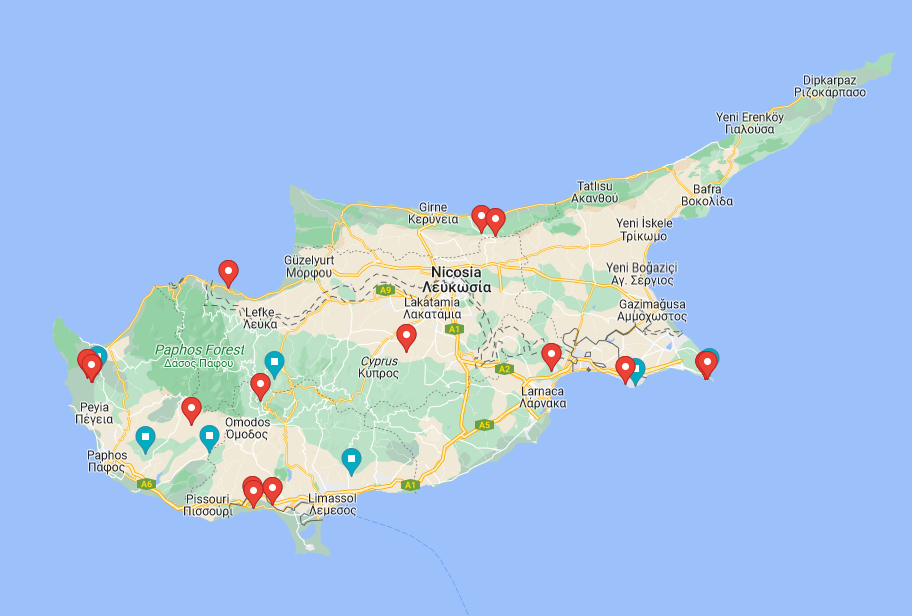 Dipkarpaz
Ριζοκάρπασο
Yeni Erenköy
Γιαλούσα
Tatlısu
Ακανθού
Bafra
Βοκολίδα
Girne
Κερύνεια
Yeni İskele
Τρίκωμο
Güzelyurt
Μόρφου
Nicosia
Λευκωσία
Yeni Boğaziçi
Αγ. Σέργιος
A9
Lakatamia
Λακατάμια
Gazimağusa
Αμμόχωστος
Lefke
Λεύκα
A1
Paphos Forest
Δάσος Πάφου
Cyprus
Κύπρος
A2
Larnaca
Λάρνακα
Peyia
Πέγεια
Omodos
Όμοδος
A5
Paphos
Πάφος
A6
A1
Pissouri
Πισσούρι
Limassol
Λεμεσός